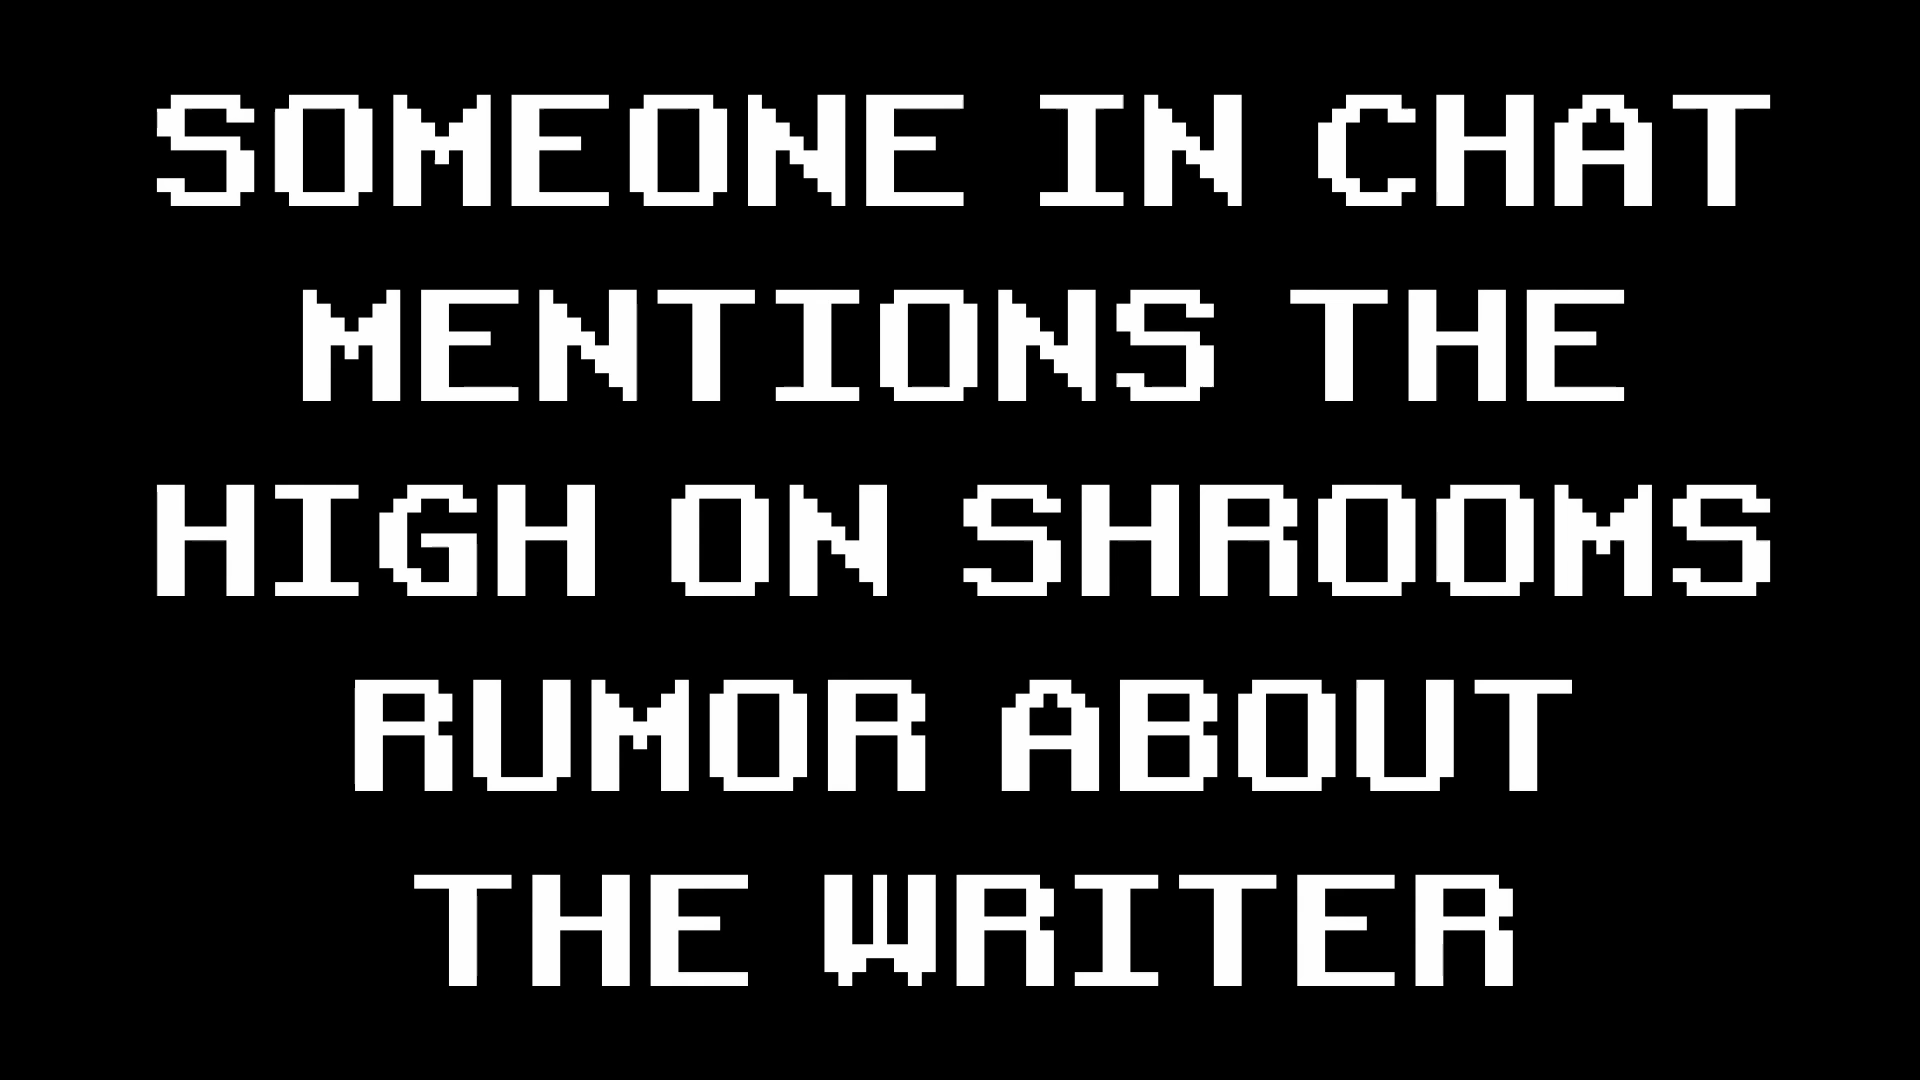 SOMEONE IN CHAT
MENTIONS THE
HIGH ON SHROOMS
RUMOR ABOUT
THE WRITER